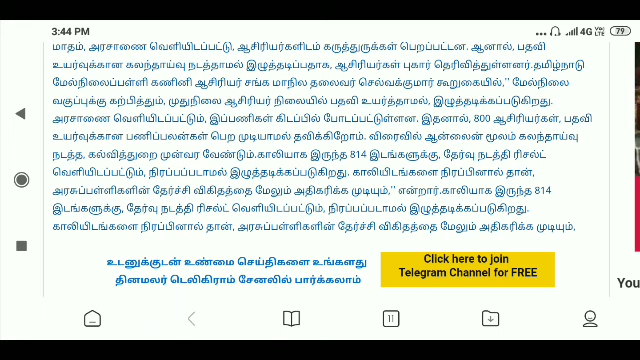 3:44 PM
4G
VoLTE
79
மாதம், அரசாணை வெளியிடப்பட்டு, ஆசிரியர்களிடம் கருத்துருக்கள் பெறப்பட்டன. ஆனால், பதவி
உயர்வுக்கான கலந்தாய்வு நடத்தாமல் இழுத்தடிப்பதாக, ஆசிரியர்கள் புகார் தெரிவித்துள்ளனர்.தமிழ்நாடு
மேல்நிலைப்பள்ளி கணினி ஆசிரியர் சங்க மாநில தலைவர் செல்வக்குமார் கூறுகையில்,'' மேல்நிலை
வகுப்புக்கு கற்பித்தும், முதுநிலை ஆசிரியர் நிலையில் பதவி உயர்த்தாமல், இழுத்தடிக்கப்படுகிறது.
அரசாணை வெளியிடப்பட்டும், இப்பணிகள் கிடப்பில் போடப்பட்டுள்ளன. இதனால், 800 ஆசிரியர்கள், பதவி
உயர்வுக்கான பணிப்பலன்கள் பெற முடியாமல் தவிக்கிறோம். விரைவில் ஆன்லைன் மூலம் கலந்தாய்வு
நடத்த, கல்வித்துறை முன்வர வேண்டும்.காலியாக இருந்த 814 இடங்களுக்கு, தேர்வு நடத்தி ரிசல்ட்
வெளியிடப்பட்டும், நிரப்பப்படாமல் இழுத்தடிக்கப்படுகிறது. காலியிடங்களை நிரப்பினால் தான்,
அரசுப்பள்ளிகளின் தேர்ச்சி விகிதத்தை மேலும் அதிகரிக்க முடியும்,'' என்றார்.காலியாக இருந்த 814
இடங்களுக்கு, தேர்வு நடத்தி ரிசல்ட் வெளியிடப்பட்டும், நிரப்பப்படாமல் இழுத்தடிக்கப்படுகிறது.
காலியிடங்களை நிரப்பினால் தான், அரசுப்பள்ளிகளின் தேர்ச்சி விகிதத்தை மேலும் அதிகரிக்க முடியும்,
உடனுக்குடன் உண்மை செய்திகளை உங்களது
தினமலர் டெலிகிராம் சேனலில் பார்க்கலாம்
Click here to join
Telegram Channel for FREE
You